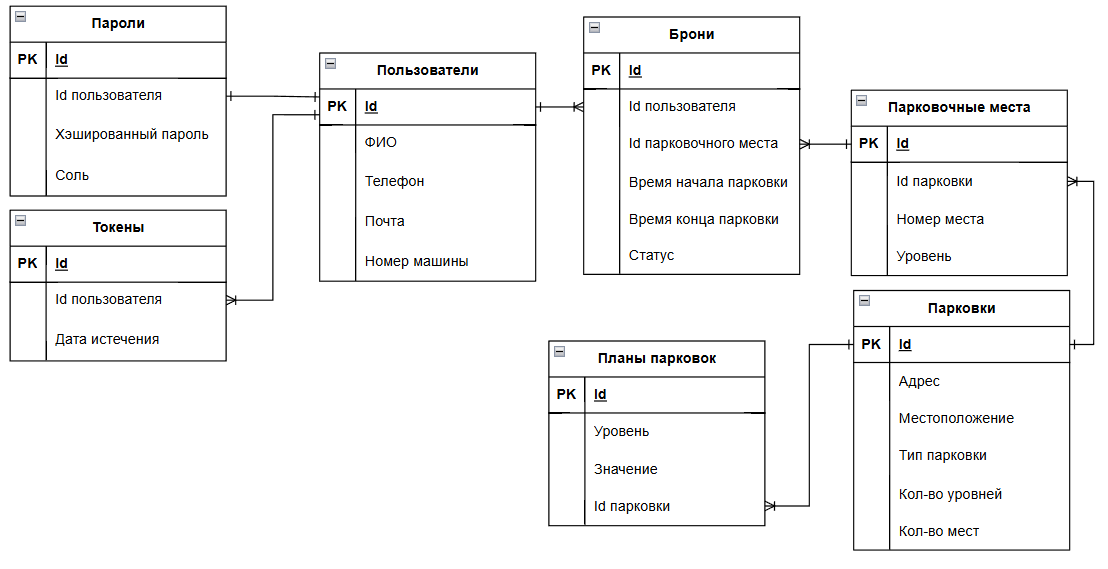 Пароли
PK Id
Id пользователя
Хэшированный пароль
Соль
Токены
PK Id
Id пользователя
Дата истечения
Пользователи
PK Id
ФИО
Телефон
Почта
Номер машины
Брони
PK Id
Id пользователя
Id парковочного места
Время начала парковки
Время конца парковки
Статус
Парковочные места
PK Id
Id парковки
Номер места
Уровень
Планы парковок
PK Id
Уровень
Значение
Id парковки
Парковки
PK Id
Адрес
Местоположение
Тип парковки
Кол-во уровней
Кол-во мест